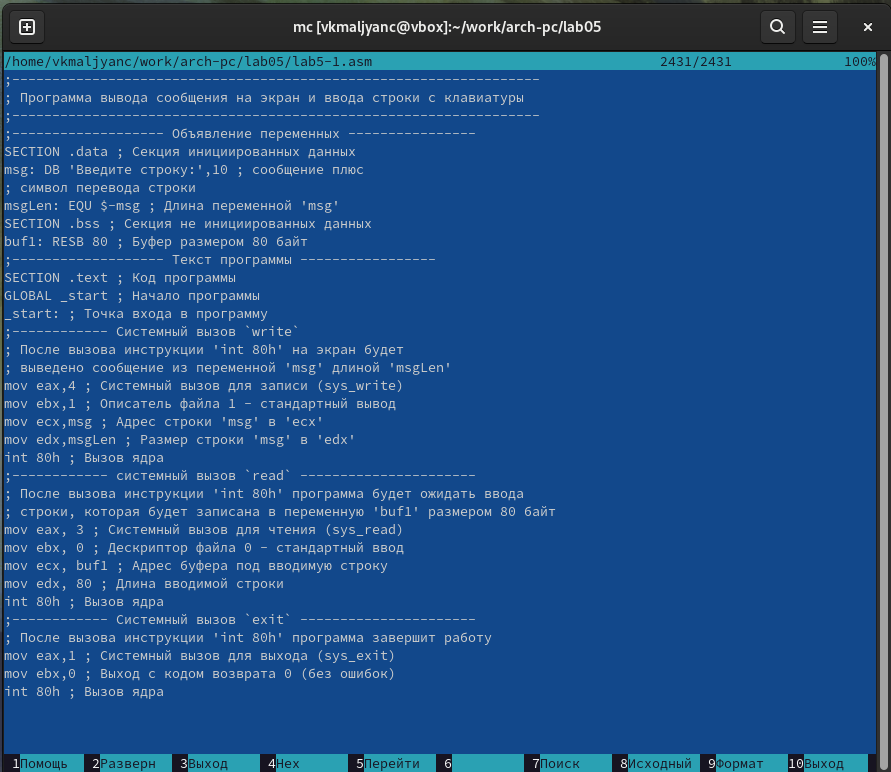 mc [vkmaljyanc@vbox]:~/work/arch-pc/lab05
/home/vkmaljyanc/work/arch-pc/lab05/lab5-1.asm 2431/2431 100%
;------------------------------------------------------------------
; Программа вывода сообщения на экран и ввода строки с клавиатуры
;------------------------------------------------------------------
;------------------- Объявление переменных ----------------
SECTION .data ; Секция инициированных данных
msg: DB 'Введите строку:',10 ; сообщение плюс
; символ перевода строки
msgLen: EQU $-msg ; Длина переменной 'msg'
SECTION .bss ; Секция не инициированных данных
buf1: RESB 80 ; Буфер размером 80 байт
;------------------- Текст программы -----------------
SECTION .text ; Код программы
GLOBAL _start ; Начало программы
_start: ; Точка входа в программу
;------------ Системный вызов `write`
; После вызова инструкции 'int 80h' на экран будет
; выведено сообщение из переменной 'msg' длиной 'msgLen'
mov eax,4 ; Системный вызов для записи (sys_write)
mov ebx,1 ; Описатель файла 1 - стандартный вывод
mov ecx,msg ; Адрес строки 'msg' в 'ecx'
mov edx,msgLen ; Размер строки 'msg' в 'edx'
int 80h ; Вызов ядра
;------------ системный вызов `read` ----------------------
; После вызова инструкции 'int 80h' программа будет ожидать ввода
; строки, которая будет записана в переменную 'buf1' размером 80 байт
mov eax, 3 ; Системный вызов для чтения (sys_read)
mov ebx, 0 ; Дескриптор файла 0 - стандартный ввод
mov ecx, buf1 ; Адрес буфера под вводимую строку
mov edx, 80 ; Длина вводимой строки
int 80h ; Вызов ядра
;------------ Системный вызов `exit` ----------------------
; После вызова инструкции 'int 80h' программа завершит работу
mov eax,1 ; Системный вызов для выхода (sys_exit)
mov ebx,0 ; Выход с кодом возврата 0 (без ошибок)
int 80h ; Вызов ядра
1Помощь 2Разверн 3Выход 4Hex 5Перейти 6 7Поиск 8Исходный 9Формат 10Выход